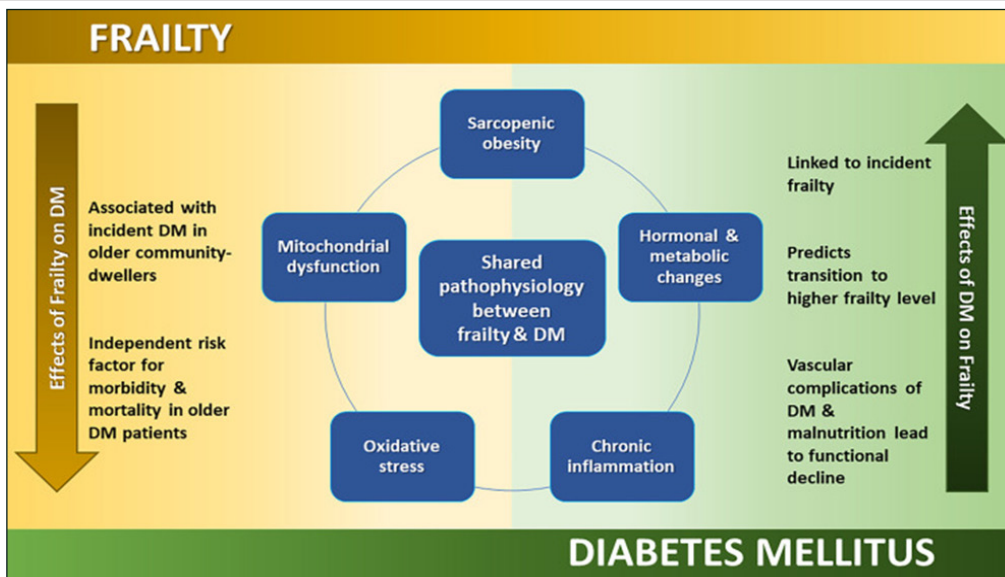 FRAILTY
Effects of Frailty on DM
Associated with
incident DM in
older community-
dwellers
Independent risk
factor for
morbidity &
mortality in older
DM patients
Sarcopenic
obesity
Mitochondrial
dysfunction
Hormonal &
metabolic
changes
Shared
pathophysiology
between
frailty & DM
Oxidative
stress
Chronic
inflammation
Linked to incident
frailty
Predicts
transition to
higher frailty level
Vascular
complications of
DM &
malnutrition lead
to functional
decline
Effects of DM on Frailty
DIABETES MELLITUS